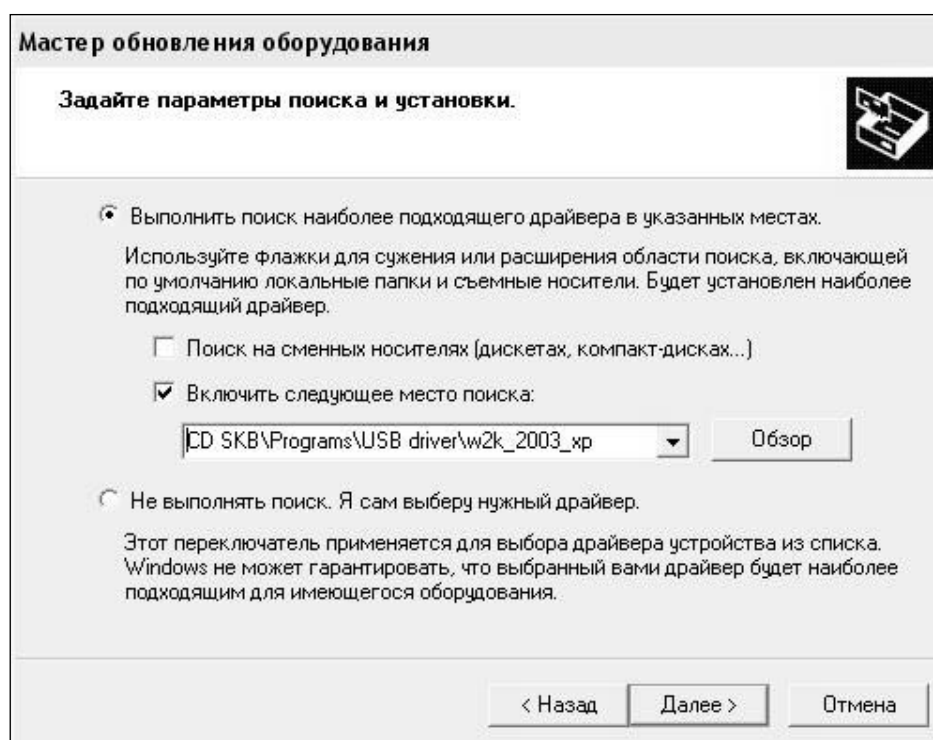 Мастер обновления оборудования
Задайте параметры поиска и установки.
Выполнить поиск наиболее подходящего драйвера в указанных местах.
Используйте флажки для сужения или расширения области поиска, включающей
по умолчанию локальные папки и съемные носители. Будет установлен наиболее
подходящий драйвер.
Поиск на сменных носителях (дискетах, компакт-дисках...)
Включить следующее место поиска:
CD SKB\Programs\USB driver\w2k_2003_xp
Обзор
Не выполнять поиск. Я сам выберу нужный драйвер.
Этот переключатель применяется для выбора драйвера устройства из списка.
Windows не может гарантировать, что выбранный вами драйвер будет наиболее
подходящим для имеющегося оборудования.
< Назад Далее > Отмена